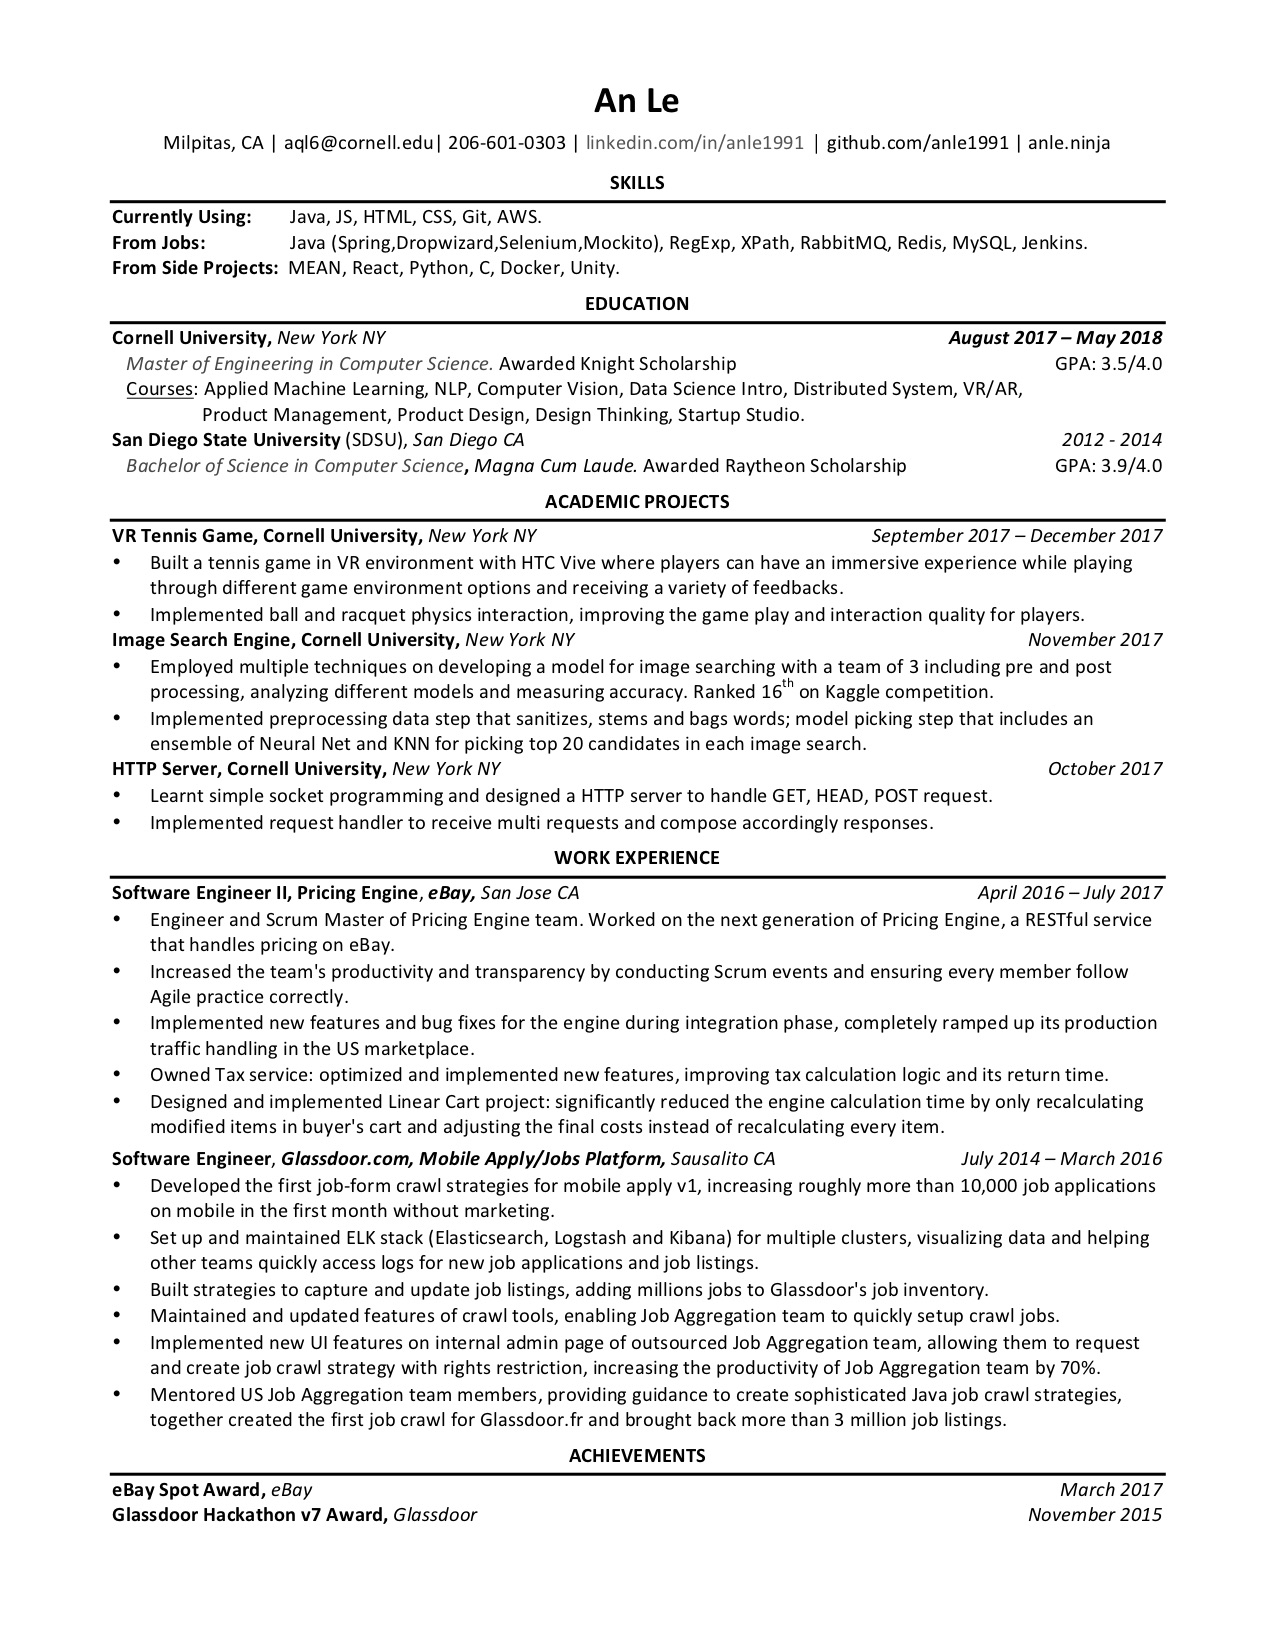 An Le
Milpitas, CA | aql6@cornell.edu| 206-601-0303 | linkedin.com/in/anle1991 | github.com/anle1991 | anle.ninja
SKILLS
Currently Using: Java, JS, HTML, CSS, Git, AWS.
From Jobs: Java (Spring,Dropwizard,Selenium,Mockito), RegExp, XPath, RabbitMQ, Redis, MySQL, Jenkins.
From Side Projects: MEAN, React, Python, C, Docker, Unity.
EDUCATION
Cornell University, New York NY August 2017 – May 2018
Master of Engineering in Computer Science. Awarded Knight Scholarship GPA: 3.5/4.0
Courses: Applied Machine Learning, NLP, Computer Vision, Data Science Intro, Distributed System, VR/AR,
Product Management, Product Design, Design Thinking, Startup Studio.
San Diego State University (SDSU), San Diego CA 2012 - 2014
Bachelor of Science in Computer Science, Magna Cum Laude. Awarded Raytheon Scholarship GPA: 3.9/4.0
ACADEMIC PROJECTS
VR Tennis Game, Cornell University, New York NY September 2017 – December 2017
• Built a tennis game in VR environment with HTC Vive where players can have an immersive experience while playing
through different game environment options and receiving a variety of feedbacks.
• Implemented ball and racquet physics interaction, improving the game play and interaction quality for players.
Image Search Engine, Cornell University, New York NY November 2017
• Employed multiple techniques on developing a model for image searching with a team of 3 including pre and post
processing, analyzing different models and measuring accuracy. Ranked 16th on Kaggle competition.
• Implemented preprocessing data step that sanitizes, stems and bags words; model picking step that includes an
ensemble of Neural Net and KNN for picking top 20 candidates in each image search.
HTTP Server, Cornell University, New York NY October 2017
• Learnt simple socket programming and designed a HTTP server to handle GET, HEAD, POST request.
• Implemented request handler to receive multi requests and compose accordingly responses.
WORK EXPERIENCE
Software Engineer II, Pricing Engine, eBay, San Jose CA April 2016 – July 2017
• Engineer and Scrum Master of Pricing Engine team. Worked on the next generation of Pricing Engine, a RESTful service
that handles pricing on eBay.
• Increased the team's productivity and transparency by conducting Scrum events and ensuring every member follow
Agile practice correctly.
• Implemented new features and bug fixes for the engine during integration phase, completely ramped up its production
traffic handling in the US marketplace.
• Owned Tax service: optimized and implemented new features, improving tax calculation logic and its return time.
• Designed and implemented Linear Cart project: significantly reduced the engine calculation time by only recalculating
modified items in buyer's cart and adjusting the final costs instead of recalculating every item.
Software Engineer, Glassdoor.com, Mobile Apply/Jobs Platform, Sausalito CA July 2014 – March 2016
• Developed the first job-form crawl strategies for mobile apply v1, increasing roughly more than 10,000 job applications
on mobile in the first month without marketing.
• Set up and maintained ELK stack (Elasticsearch, Logstash and Kibana) for multiple clusters, visualizing data and helping
other teams quickly access logs for new job applications and job listings.
• Built strategies to capture and update job listings, adding millions jobs to Glassdoor's job inventory.
• Maintained and updated features of crawl tools, enabling Job Aggregation team to quickly setup crawl jobs.
• Implemented new UI features on internal admin page of outsourced Job Aggregation team, allowing them to request
and create job crawl strategy with rights restriction, increasing the productivity of Job Aggregation team by 70%.
• Mentored US Job Aggregation team members, providing guidance to create sophisticated Java job crawl strategies,
together created the first job crawl for Glassdoor.fr and brought back more than 3 million job listings.
ACHIEVEMENTS
eBay Spot Award, eBay March 2017
Glassdoor Hackathon v7 Award, Glassdoor November 2015